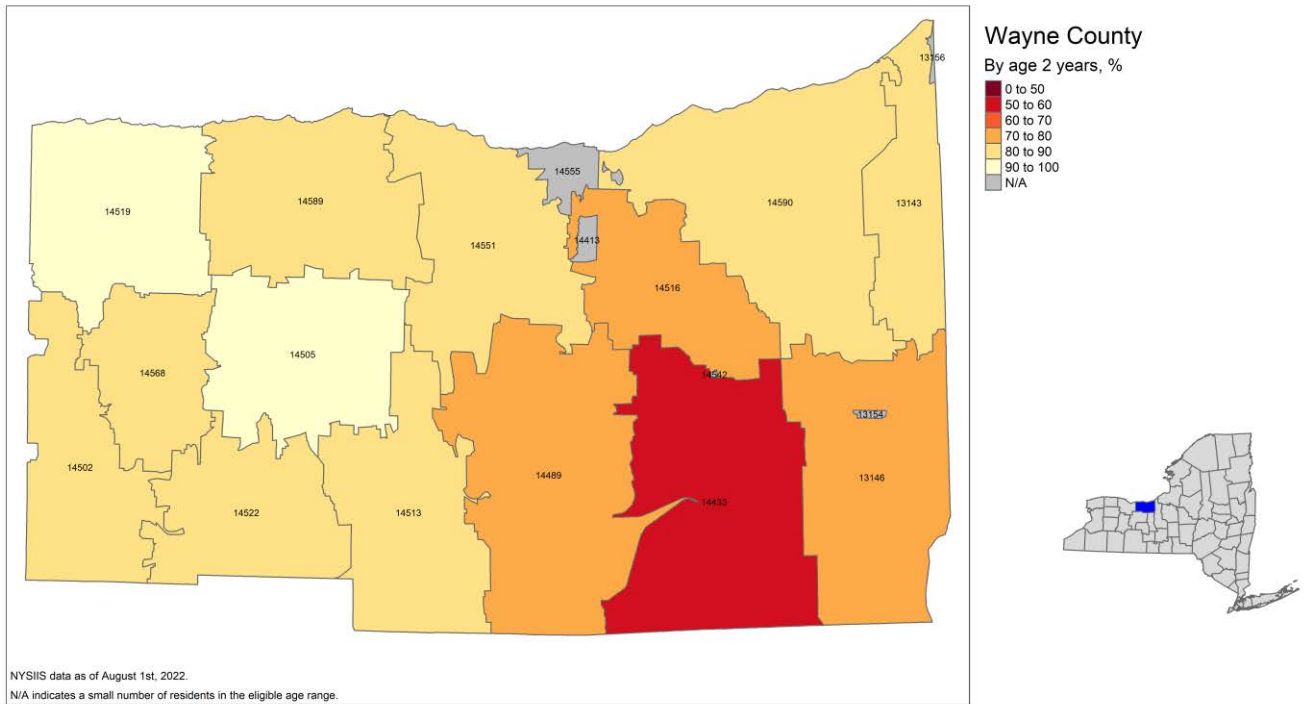 Wayne County
By age 2 years, %
0 to 50
50 to 60
60 to 70
70 to 80
80 to 90
90 to 100
N/A
13156
14555
14519
14589
14590
13143
14413
14551
14516
14505
14568
14542
13154
14502
14489
13146
14433
14522
14513
NYSIIS data as of August 1st, 2022.
N/A indicates a small number of residents in the eligible age range.